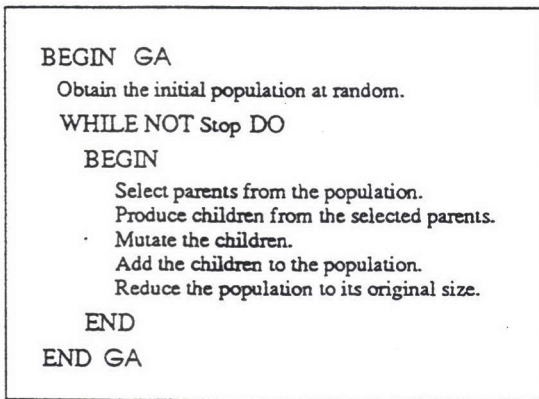 BEGIN GA
Obtain the initial population at random.
WHILE NOT Stop DO
BEGIN
Select parents from the population.
Produce children from the selected parents.
Mutate the children.
Add the children to the population.
Reduce the population to its original size.
END
END GA